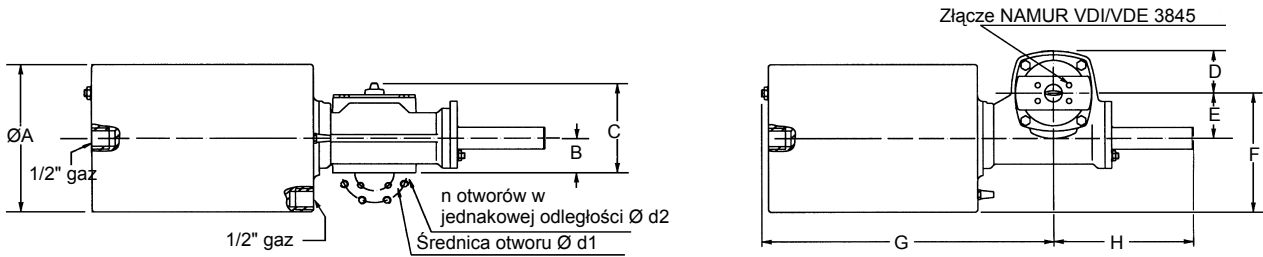 Złącze NAMUR VDI/VDE 3845
ØA
1/2" gaz
1/2" gaz
B
C
n otworów w
jednakowej odległości Ø d2
Średnica otworu Ø d1
D
E
F
G
H